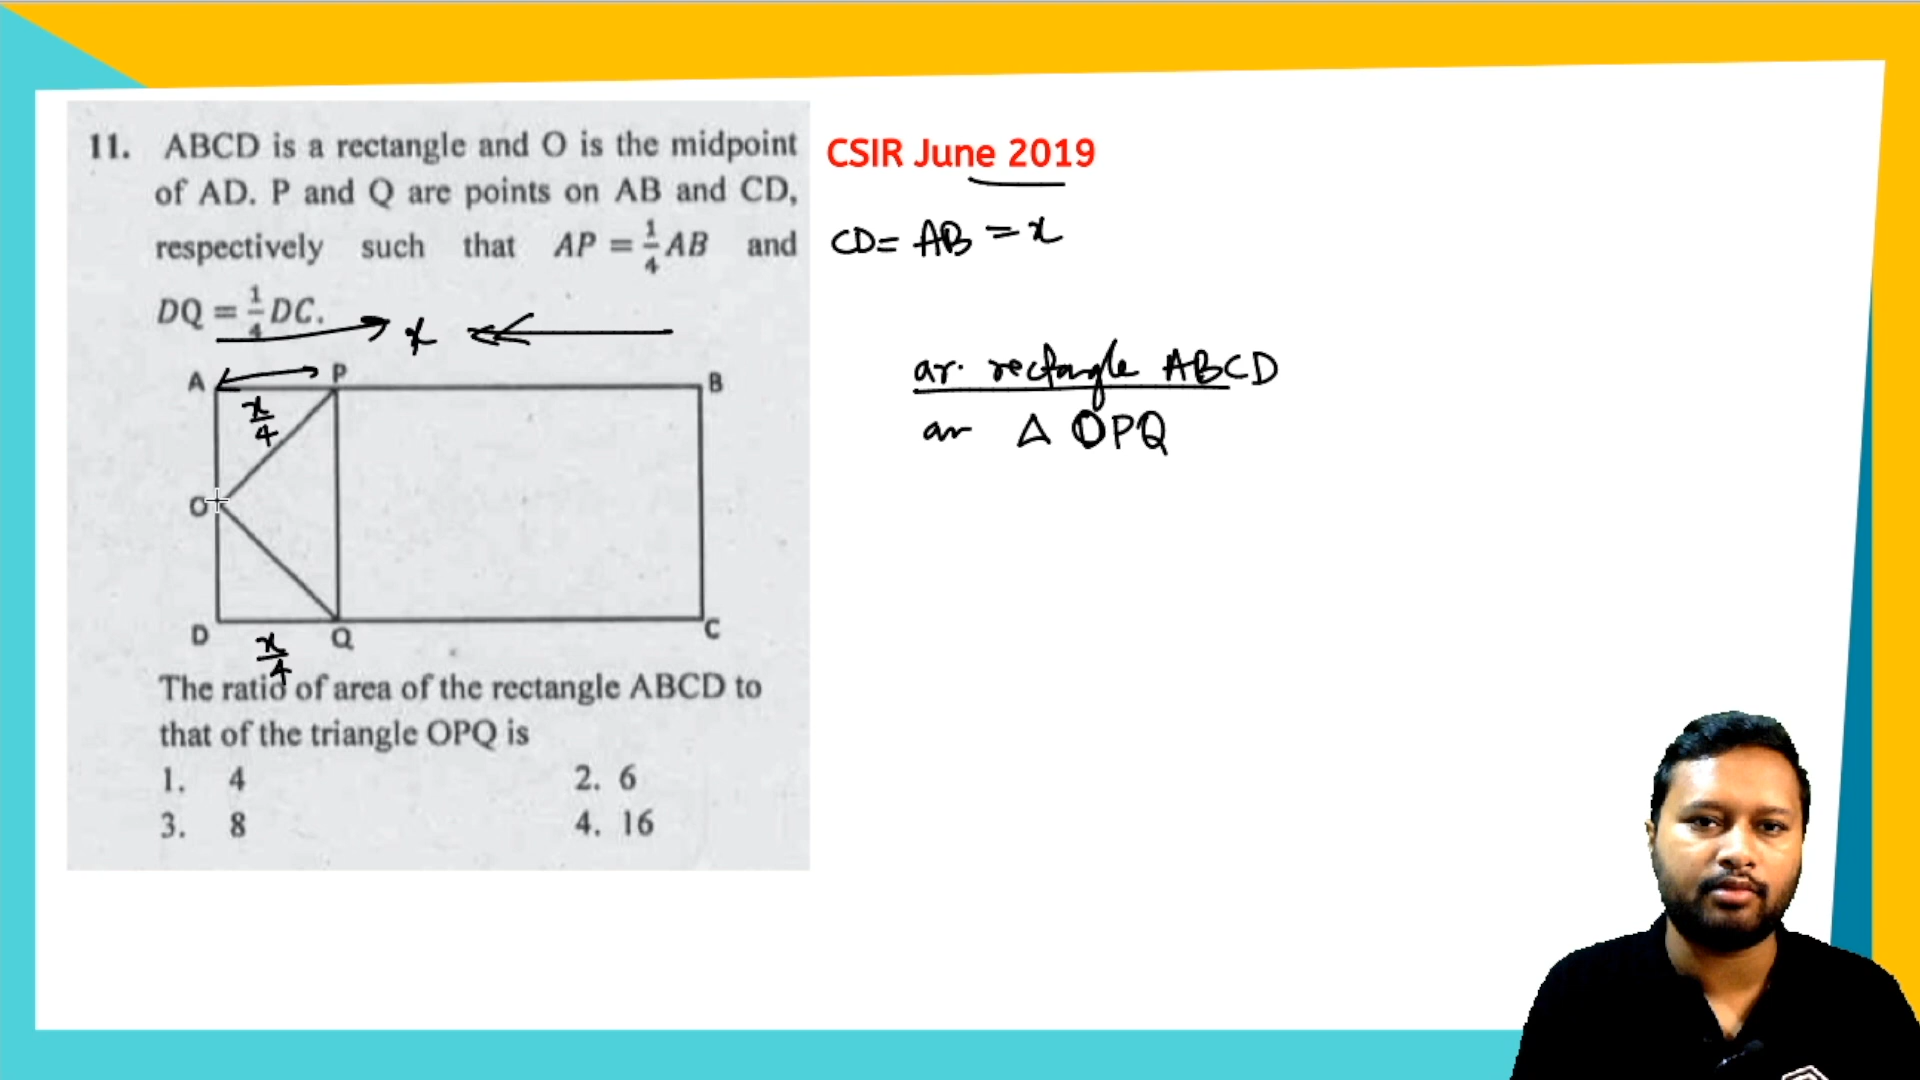 11. ABCD is a rectangle and O is the midpoint
of AD. P and Q are points on AB and CD,
respectively such that AP = 1/4 AB and
DQ = 1/4 DC.
x
A P B
x/4
O
D Q C
x/4
The ratio of area of the rectangle ABCD to
that of the triangle OPQ is
1. 4 2. 6
3. 8 4. 16
CSIR June 2019
CD = AB = x
ar. rectangle ABCD
ar △ OPQ